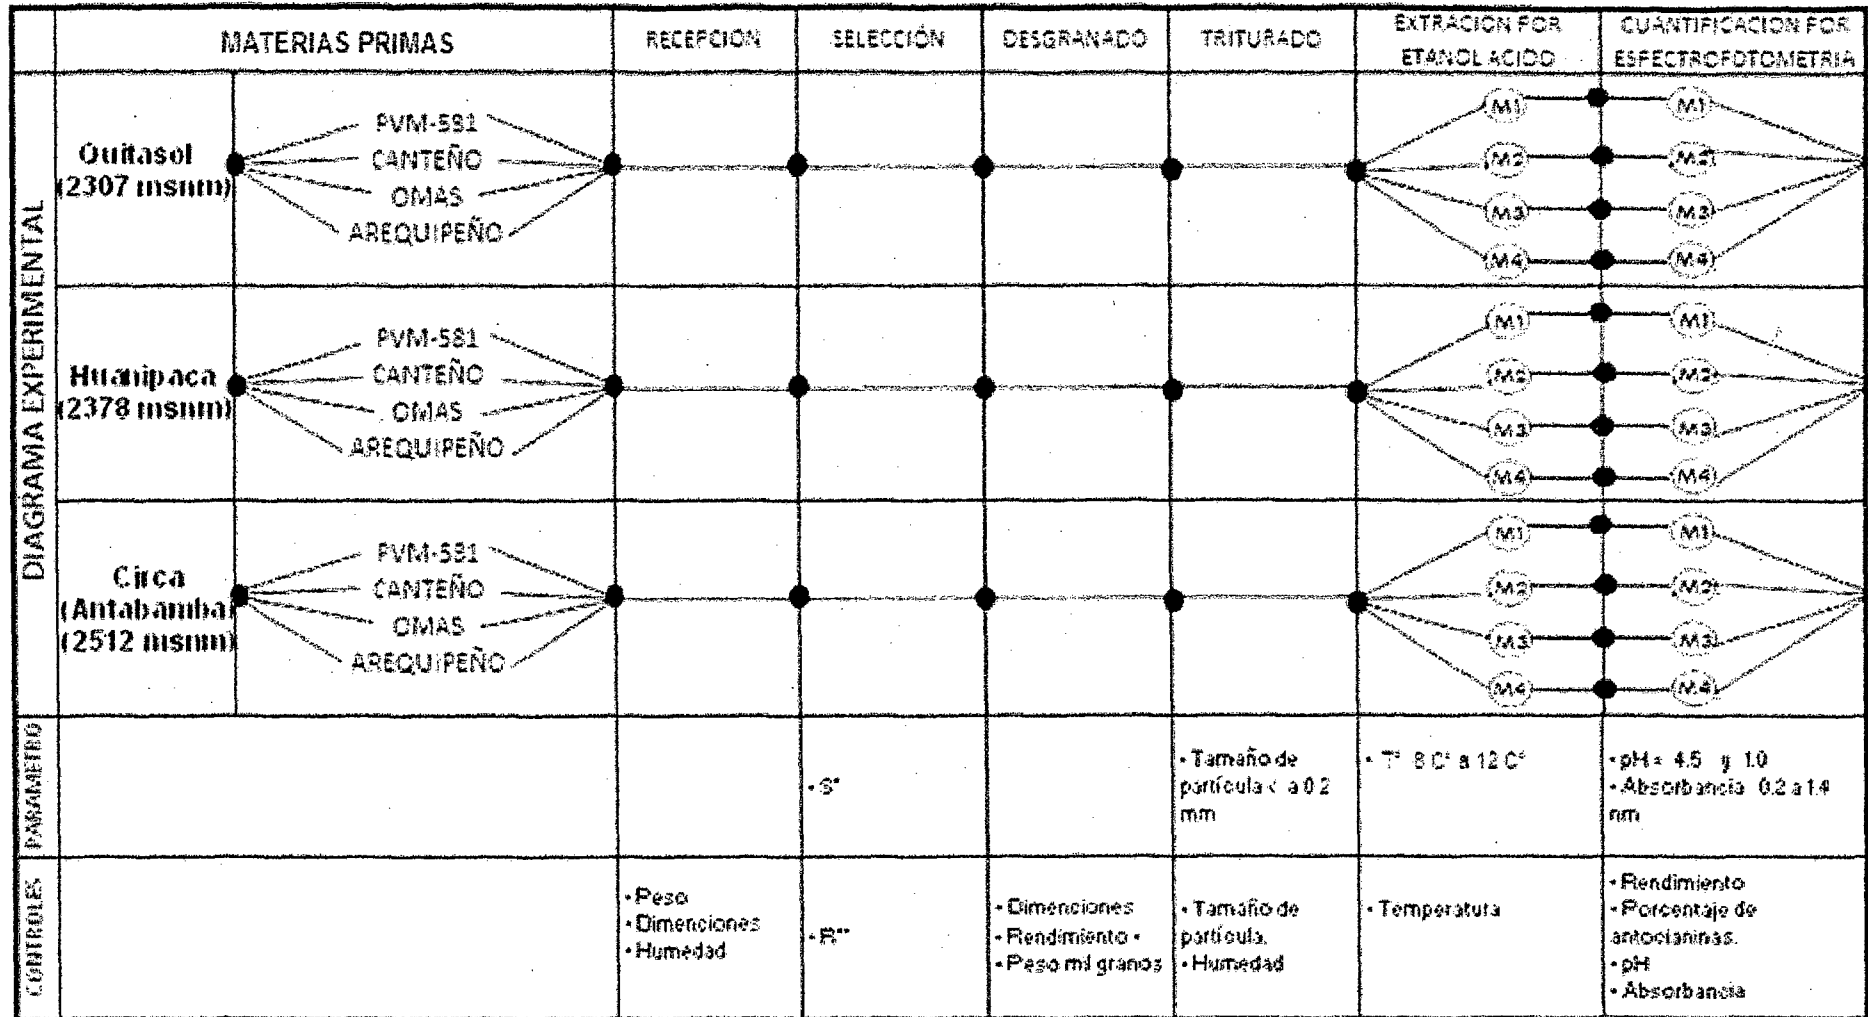 MATERIAS PRIMAS
RECEPCION
SELECCIÓN
DESGRANADO
TRITURADO
EXTRACION POR
ETANOL ACIDO
CUANTIFICACION POR
ESPECTROFOTOMETRIA
DIAGRAMA EXPERIMENTAL
Quitasol
(2307 msnm)
PVM-581
CANTEÑO
OMAS
AREQUIPEÑO
M1
M2
M3
M4
M1
M2
M3
M4
Huanipaca
(2378 msnm)
PVM-581
CANTEÑO
OMAS
AREQUIPEÑO
M1
M2
M3
M4
M1
M2
M3
M4
Circa
(Antabamba)
(2512 msnm)
PVM-581
CANTEÑO
OMAS
AREQUIPEÑO
M1
M2
M3
M4
M1
M2
M3
M4
PARAMETRO
• S*
• Tamaño de
partícula < a 0.2
mm
• T° 8 C° a 12 C°
• pH = 4.5 y 1.0
• Absorbancia 0.2 a 1.4
nm
CONTROLES
• Peso
• Dimenciones
• Humedad
• R**
• Dimenciones
• Rendimiento •
• Peso mil granos
• Tamaño de
partícula.
• Humedad
• Temperatura
• Rendimiento
• Porcentaje de
antocianinas.
• pH
• Absorbancia